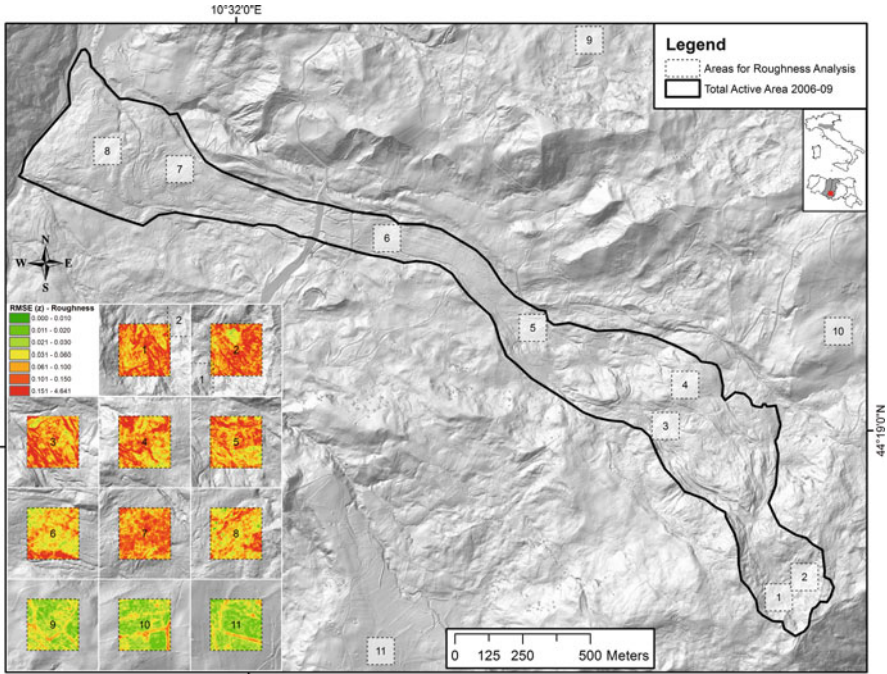 10°32'0"E
9
Legend
Areas for Roughness Analysis
Total Active Area 2006-09
8
7
6
N
W E
S
5
10
4
3
44°19'0"N
2
1
11
RMSE (z) - Roughness
0.000 - 0.010
0.011 - 0.020
0.021 - 0.030
0.031 - 0.060
0.061 - 0.100
0.101 - 0.150
0.151 - 4.641
2
1 2
1
3 4 5
6 7 8
9 10 11
0 125 250 500 Meters